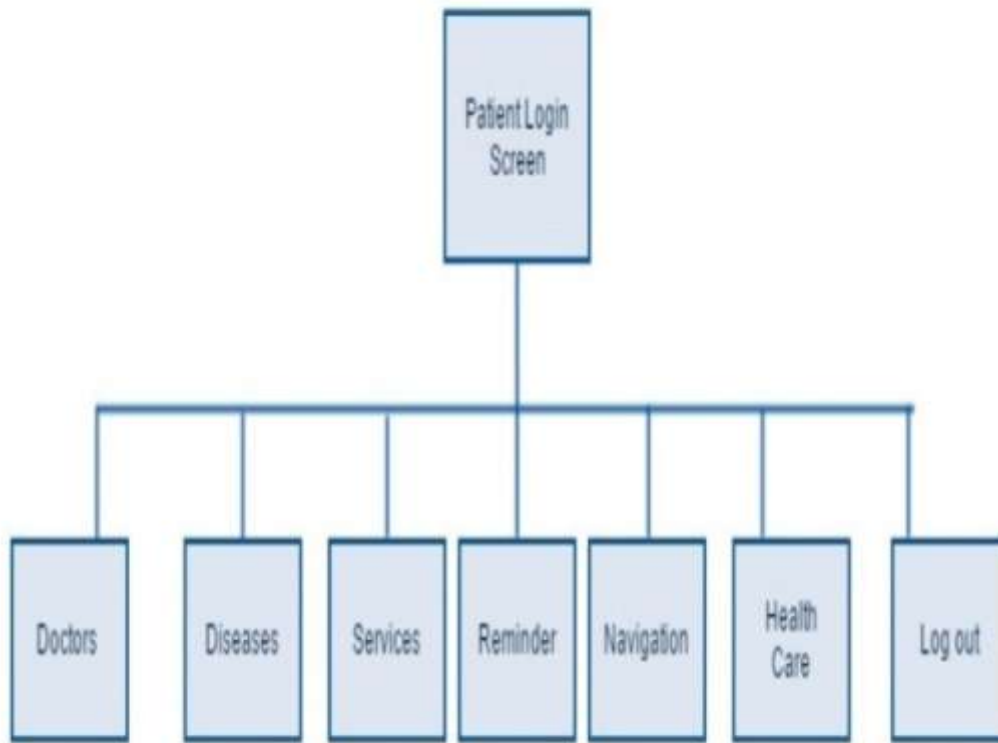 Patient Login
Screen
Doctors
Diseases
Services
Reminder
Navigation
Health
Care
Log out